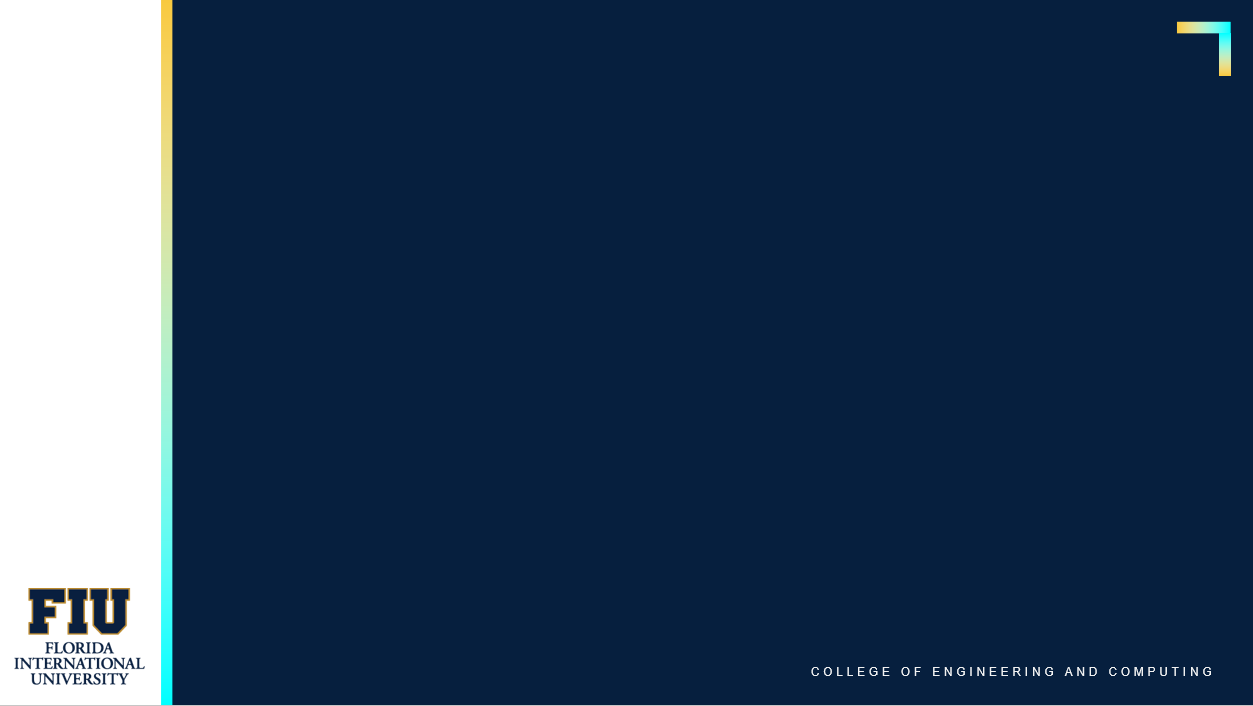 FIU
FLORIDA
INTERNATIONAL
UNIVERSITY
COLLEGE OF ENGINEERING AND COMPUTING